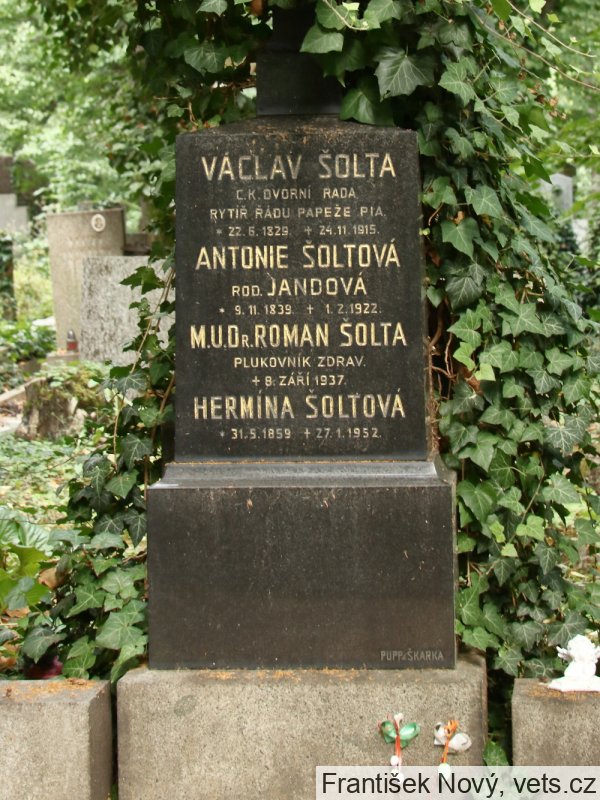 VÁCLAV ŠOLTA
C.K. DVORNÍ RADA
RYTÍŘ ŘÁDU PAPEŽE PIA.
* 22.6.1829. + 24.11.1915.
ANTONIE ŠOLTOVÁ
ROD. JANDOVÁ
* 9.11.1839. + 1.2.1922.
M.U.DR. ROMAN ŠOLTA
PLUKOVNÍK ZDRAV.
+ 8. ZÁŘÍ 1937.
HERMÍNA ŠOLTOVÁ
* 31.5.1859 + 27.1.1952.
PUPP & ŠKARKA
František Nový, vets.cz